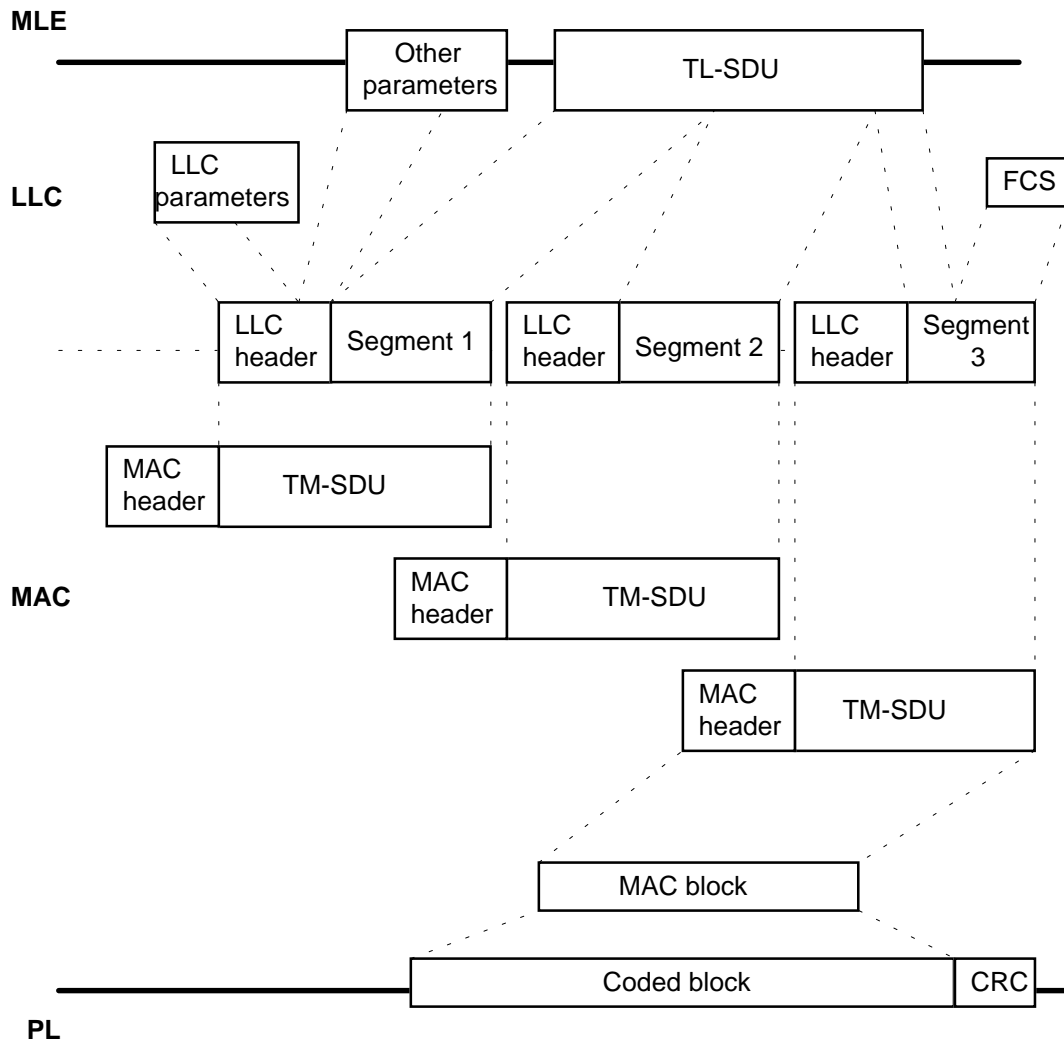 MLE
Other
parameters
TL-SDU
LLC
parameters
LLC
FCS
LLC
header
Segment 1
LLC
header
Segment 2
LLC
header
Segment
3
MAC
header
TM-SDU
MAC
MAC
header
TM-SDU
MAC
header
TM-SDU
MAC block
Coded block
CRC
PL